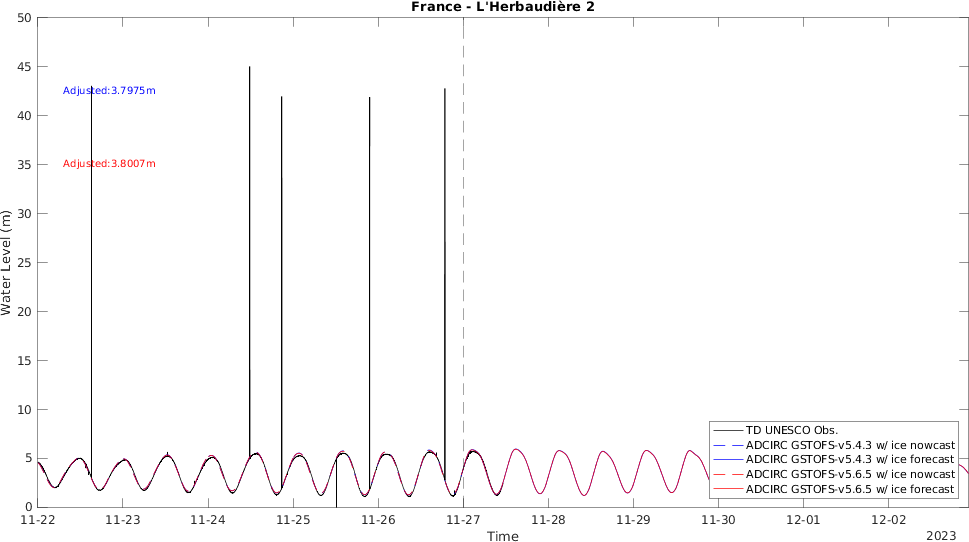 France - L'Herbaudière 2
50
45
40
35
30
25
20
15
10
5
0
Water Level (m)
Adjusted:3.7975m
Adjusted:3.8007m
TD UNESCO Obs.
ADCIRC GSTOFS-v5.4.3 w/ ice nowcast
ADCIRC GSTOFS-v5.4.3 w/ ice forecast
ADCIRC GSTOFS-v5.6.5 w/ ice nowcast
ADCIRC GSTOFS-v5.6.5 w/ ice forecast
11-22 11-23 11-24 11-25 11-26 11-27 11-28 11-29 11-30 12-01 12-02
Time
2023